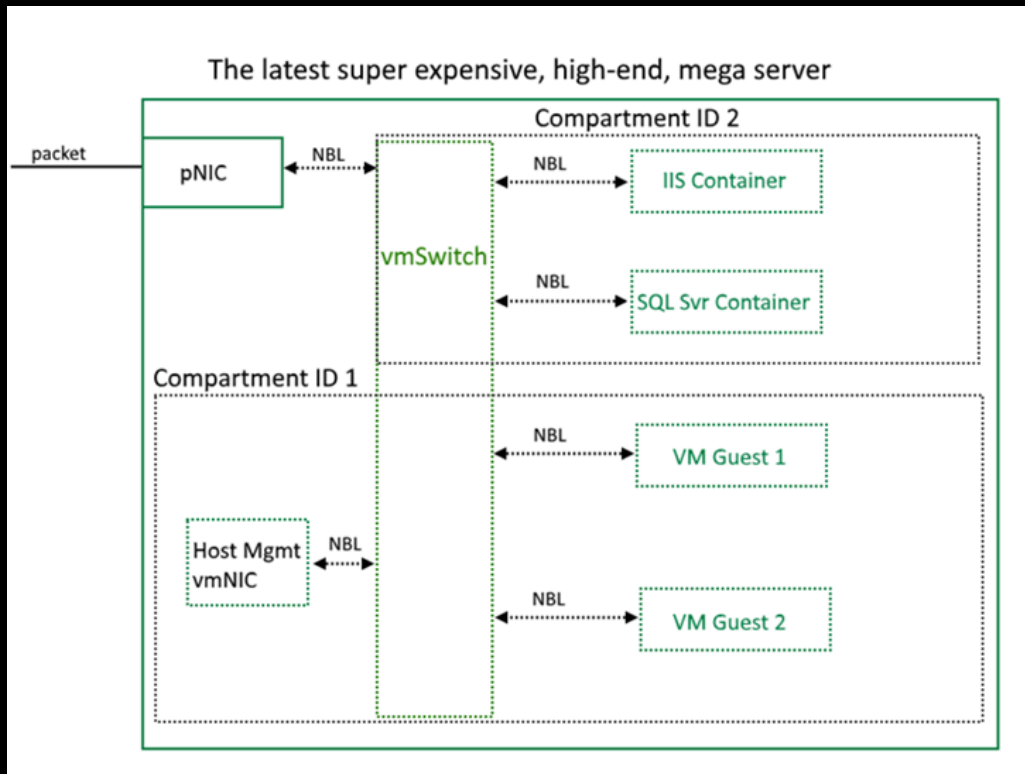 The latest super expensive, high-end, mega server
Compartment ID 2
packet
pNIC
NBL
NBL
IIS Container
vmSwitch
NBL
SQL Svr Container
Compartment ID 1
NBL
VM Guest 1
Host Mgmt
vmNIC
NBL
NBL
VM Guest 2